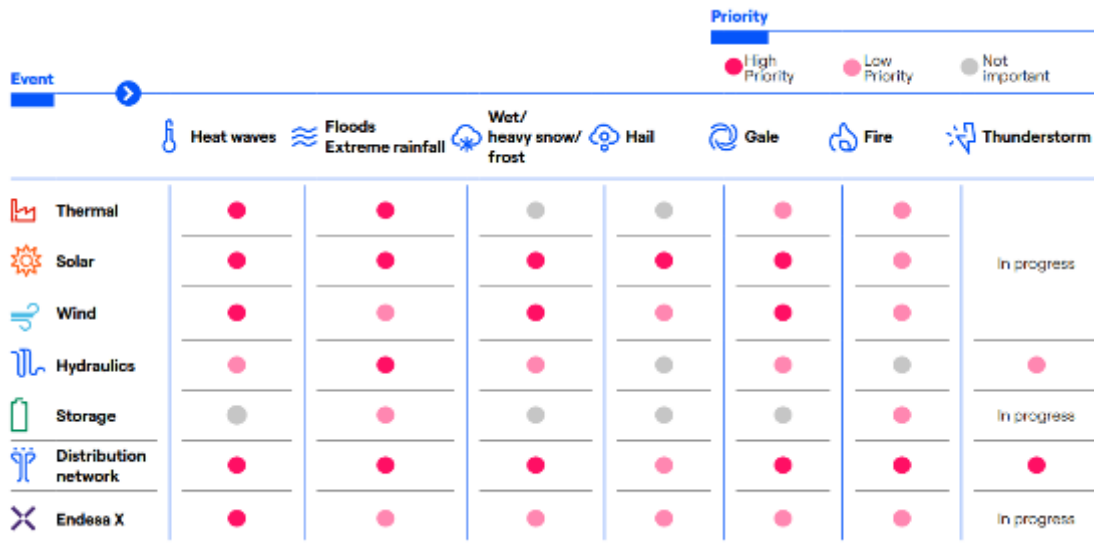 Priority
High
Priority
Low
Priority
Not
important
Event
Heat waves
Floods
Extreme rainfall
Wet/
heavy snow/
frost
Hail
Gale
Fire
Thunderstorm
Thermal
Solar
In progress
Wind
Hydraulics
Storage
In progress
Distribution
network
Endesa X
In progress